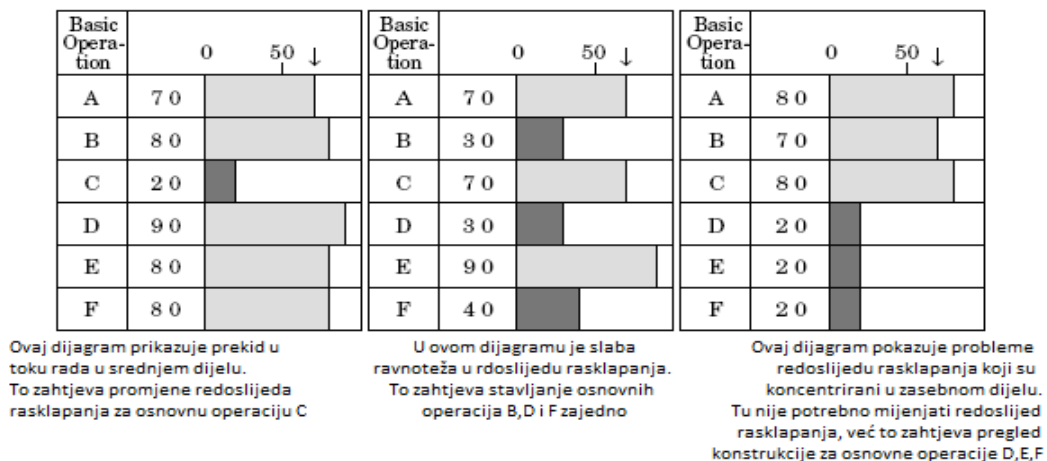 Basic Opera- tion 0 50 ↓
A 70
B 80
C 20
D 90
E 80
F 80
Basic Opera- tion 0 50 ↓
A 70
B 30
C 70
D 30
E 90
F 40
Basic Opera- tion 0 50 ↓
A 80
B 70
C 80
D 20
E 20
F 20
Ovaj dijagram prikazuje prekid u
toku rada u srednjem dijelu.
To zahtjeva promjene redoslijeda
rasklapanja za osnovnu operaciju C
U ovom dijagramu je slaba
ravnoteža u rdoslijedu rasklapanja.
To zahtjeva stavljanje osnovnih
operacija B,D i F zajedno
Ovaj dijagram pokazuje probleme
redoslijedu rasklapanja koji su
koncentrirani u zasebnom dijelu.
Tu nije potrebno mijenjati redoslijed
rasklapanja, već to zahtjeva pregled
konstrukcije za osnovne operacije D,E,F